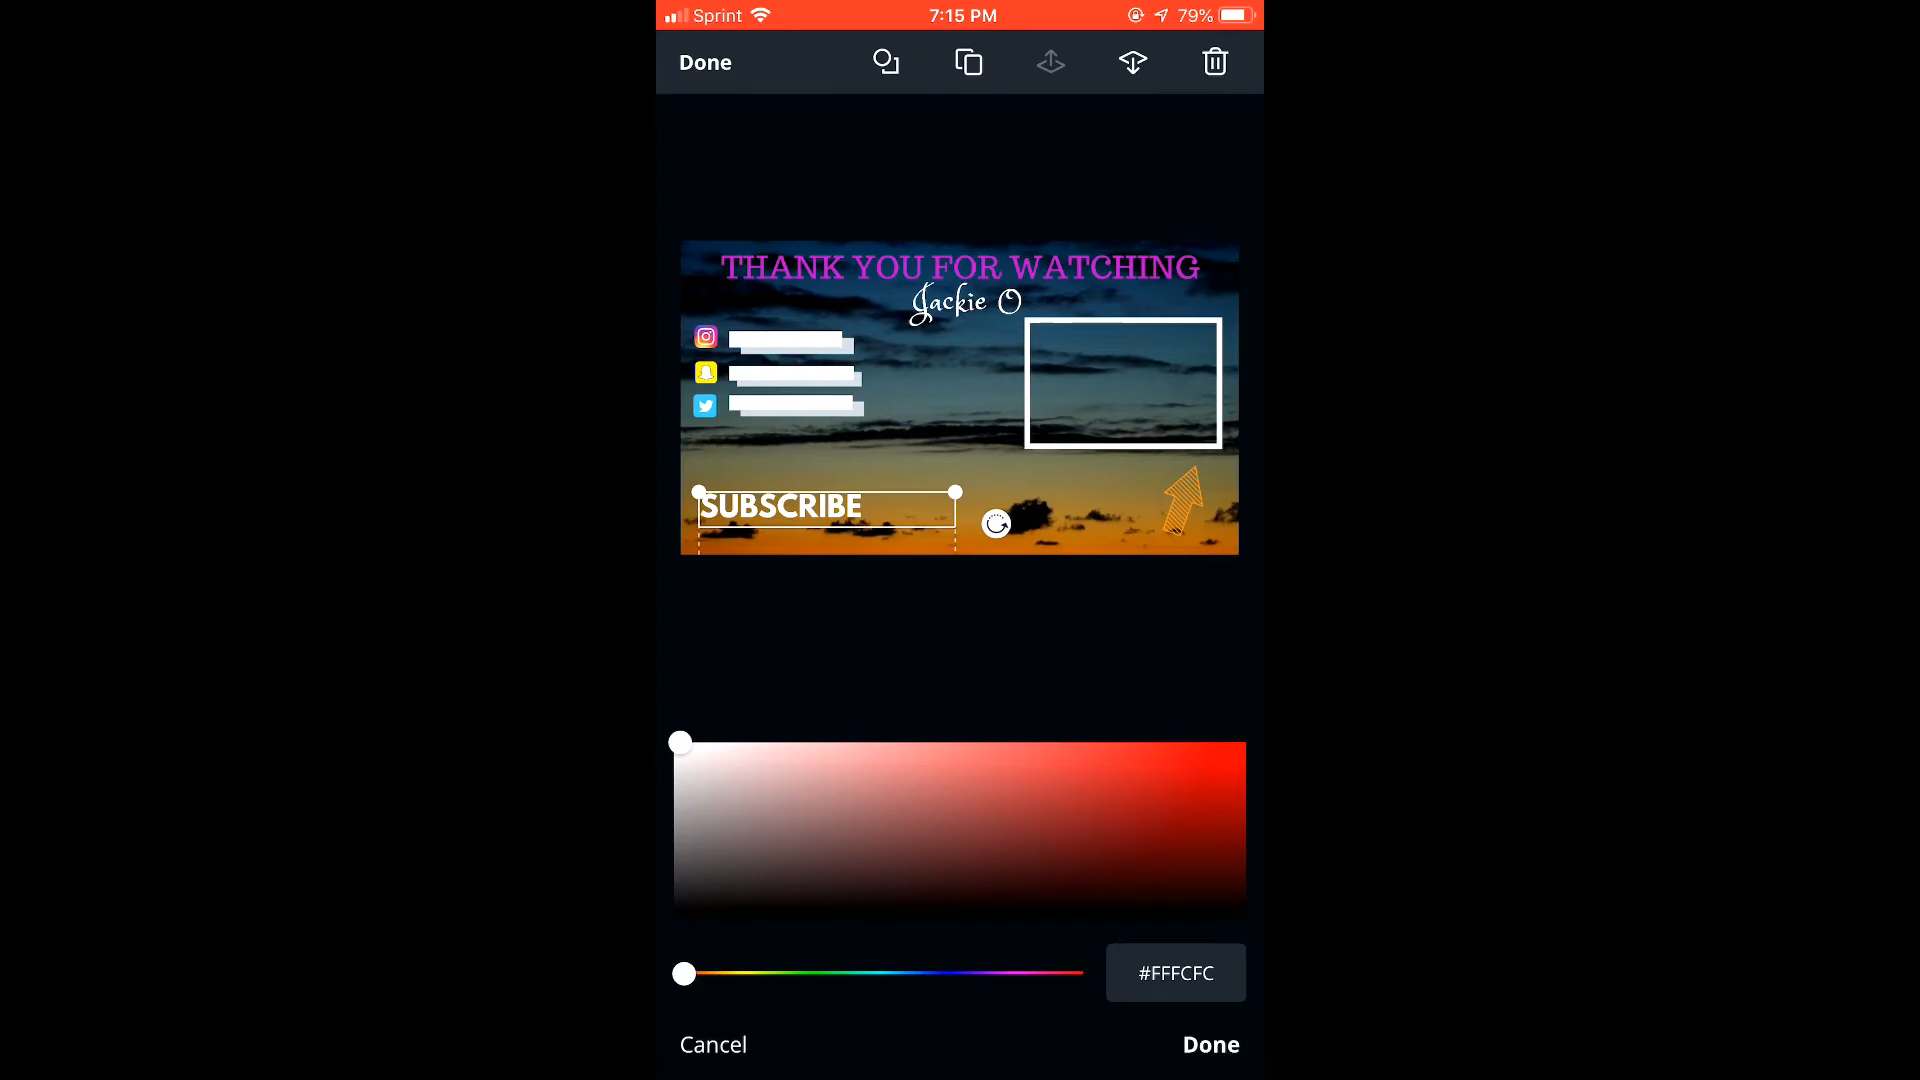 Sprint 7:15 PM 79%
Done
THANK YOU FOR WATCHING
Jackie O
SUBSCRIBE
#FFFCFC
Cancel Done